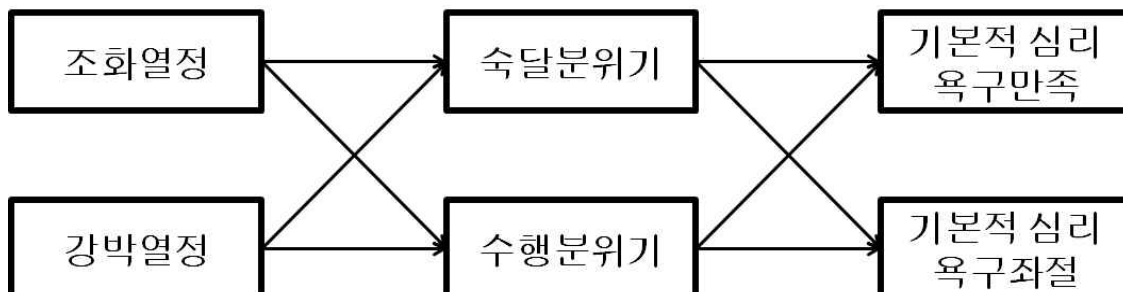 조화열정
숙달분위기
기본적 심리
욕구만족
강박열정
수행분위기
기본적 심리
욕구좌절